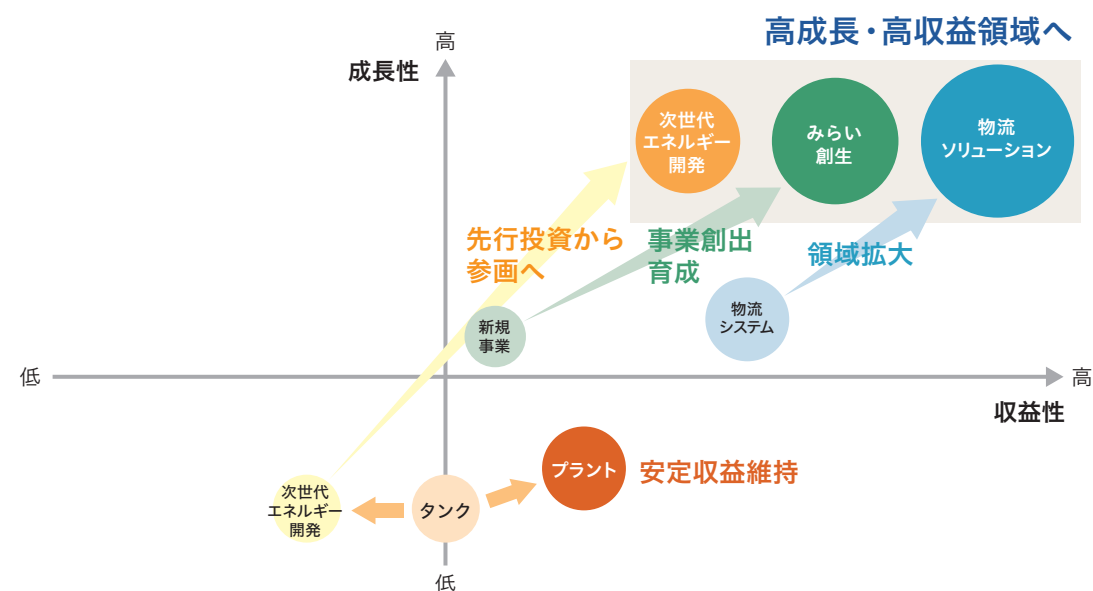 高成長・高収益領域へ
高
成長性
次世代
エネルギー
開発
みらい
創生
物流
ソリューション
先行投資から
参画へ
事業創出
育成
領域拡大
新規
事業
物流
システム
低
高
収益性
プラント
安定収益維持
次世代
エネルギー
開発
タンク
低